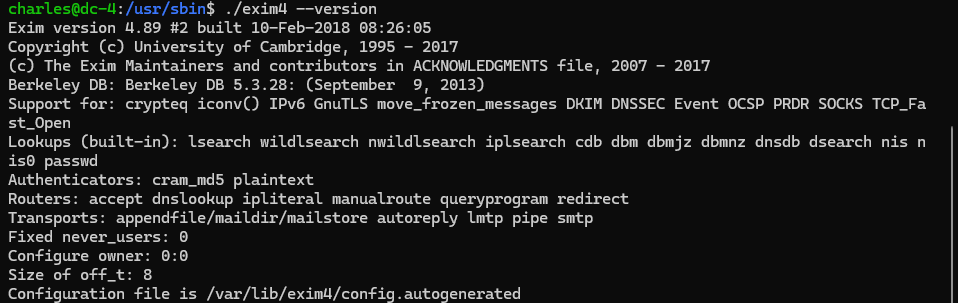 charles@dc-4:/usr/sbin$ ./exim4 --version
Exim version 4.89 #2 built 10-Feb-2018 08:26:05
Copyright (c) University of Cambridge, 1995 - 2017
(c) The Exim Maintainers and contributors in ACKNOWLEDGMENTS file, 2007 - 2017
Berkeley DB: Berkeley DB 5.3.28: (September  9, 2013)
Support for: crypteq iconv() IPv6 GnuTLS move_frozen_messages DKIM DNSSEC Event OCSP PRDR SOCKS TCP_Fa
st_Open
Lookups (built-in): lsearch wildlsearch nwildlsearch iplsearch cdb dbm dbmjz dbmnz dnsdb dsearch nis n
is0 passwd
Authenticators: cram_md5 plaintext
Routers: accept dnslookup ipliteral manualroute queryprogram redirect
Transports: appendfile/maildir/mailstore autoreply lmtp pipe smtp
Fixed never_users: 0
Configure owner: 0:0
Size of off_t: 8
Configuration file is /var/lib/exim4/config.autogenerated